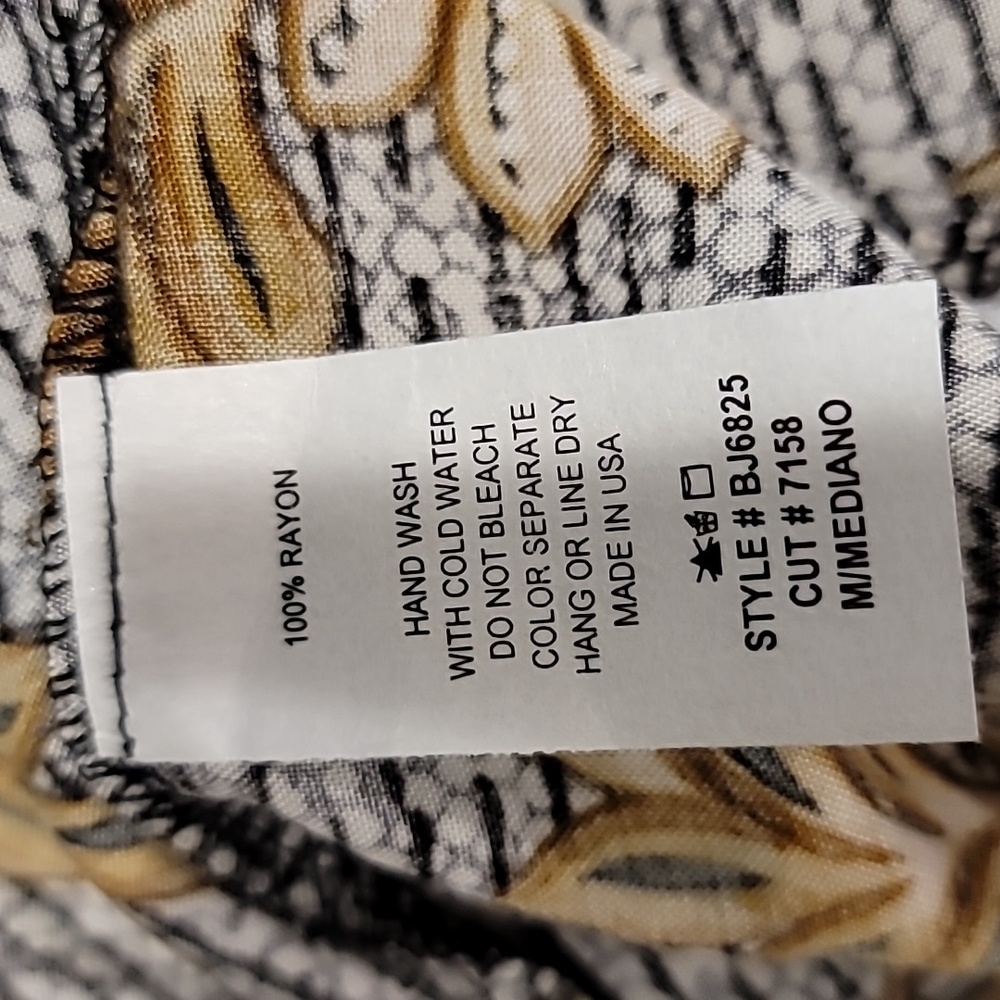 100% RAYON
HAND WASH
WITH COLD WATER
DO NOT BLEACH
COLOR SEPARATE
HANG OR LINE DRY
MADE IN USA
STYLE # BJ6825
CUT # 7158
M/MEDIANO